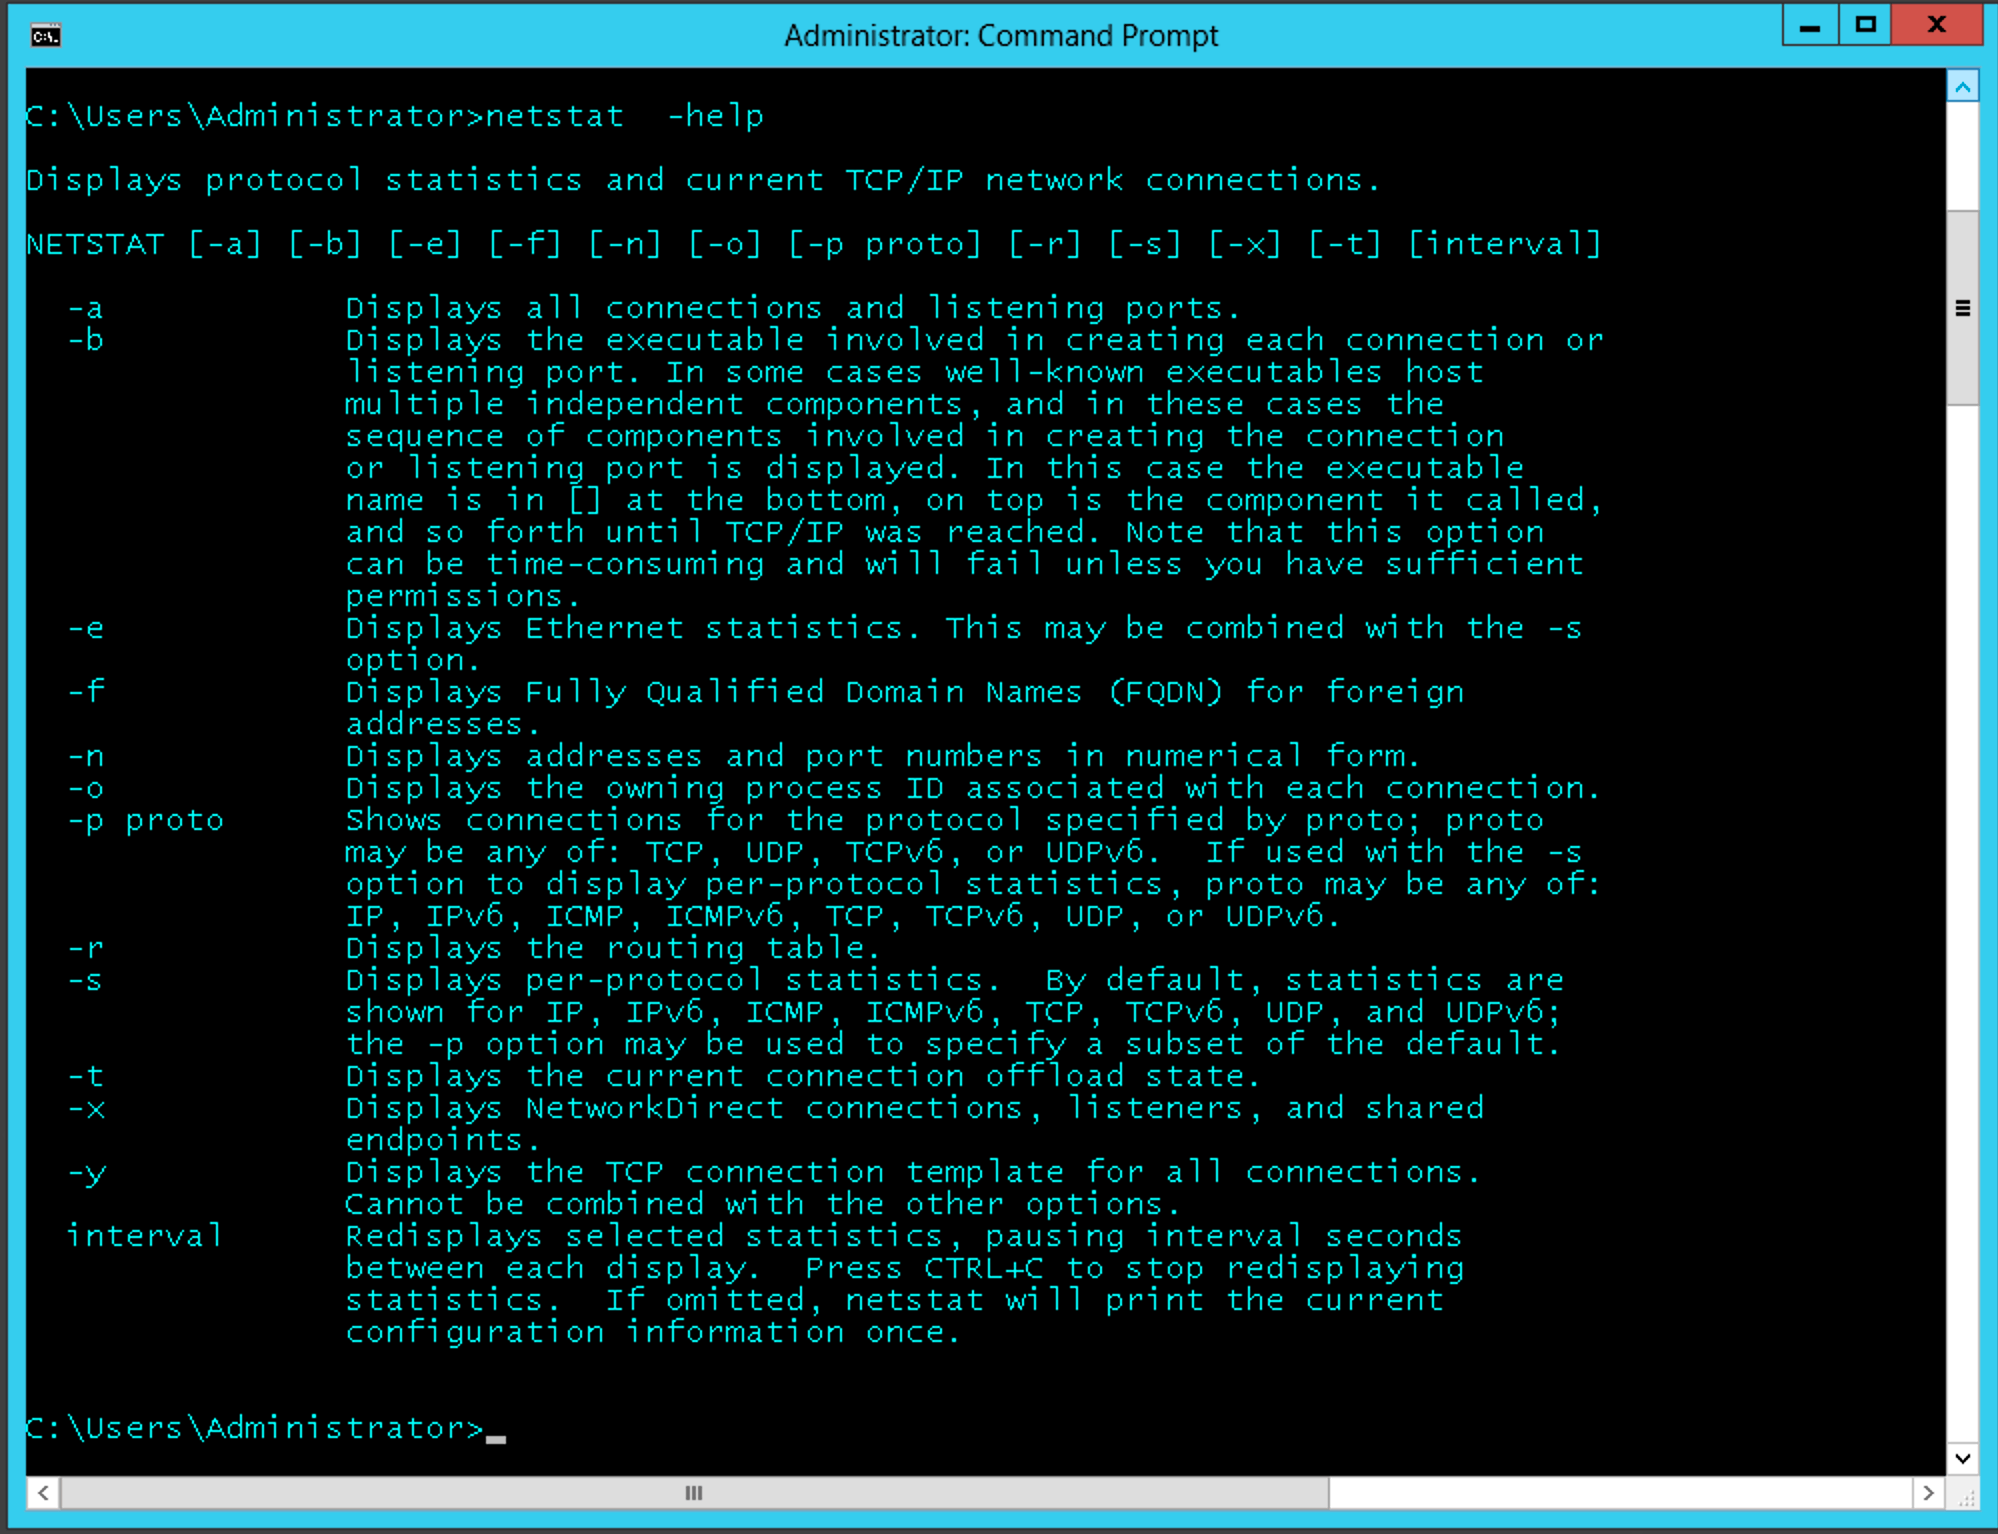 Administrator: Command Prompt
C:\Users\Administrator>netstat  -help
Displays protocol statistics and current TCP/IP network connections.
NETSTAT [-a] [-b] [-e] [-f] [-n] [-o] [-p proto] [-r] [-s] [-x] [-t] [interval]
  -a            Displays all connections and listening ports.
  -b            Displays the executable involved in creating each connection or
                listening port. In some cases well-known executables host
                multiple independent components, and in these cases the
                sequence of components involved in creating the connection
                or listening port is displayed. In this case the executable
                name is in [] at the bottom, on top is the component it called,
                and so forth until TCP/IP was reached. Note that this option
                can be time-consuming and will fail unless you have sufficient
                permissions.
  -e            Displays Ethernet statistics. This may be combined with the -s
                option.
  -f            Displays Fully Qualified Domain Names (FQDN) for foreign
                addresses.
  -n            Displays addresses and port numbers in numerical form.
  -o            Displays the owning process ID associated with each connection.
  -p proto      Shows connections for the protocol specified by proto; proto
                may be any of: TCP, UDP, TCPv6, or UDPv6.  If used with the -s
                option to display per-protocol statistics, proto may be any of:
                IP, IPv6, ICMP, ICMPv6, TCP, TCPv6, UDP, or UDPv6.
  -r            Displays the routing table.
  -s            Displays per-protocol statistics.  By default, statistics are
                shown for IP, IPv6, ICMP, ICMPv6, TCP, TCPv6, UDP, and UDPv6;
                the -p option may be used to specify a subset of the default.
  -t            Displays the current connection offload state.
  -x            Displays NetworkDirect connections, listeners, and shared
                endpoints.
  -y            Displays the TCP connection template for all connections.
                Cannot be combined with the other options.
  interval      Redisplays selected statistics, pausing interval seconds
                between each display.  Press CTRL+C to stop redisplaying
                statistics.  If omitted, netstat will print the current
                configuration information once.
C:\Users\Administrator>